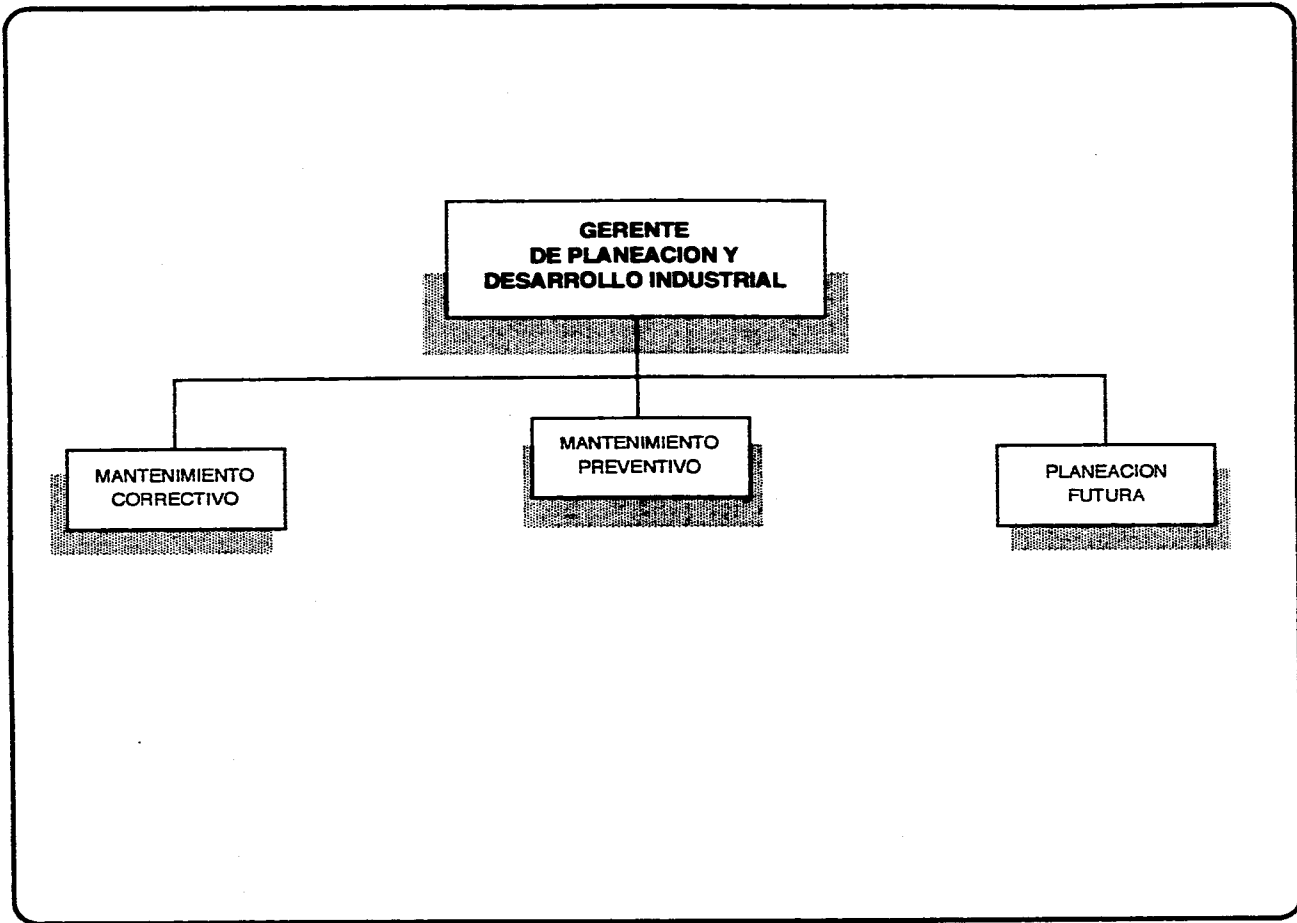 GERENTE
DE PLANEACION Y
DESARROLLO INDUSTRIAL
MANTENIMIENTO
CORRECTIVO
MANTENIMIENTO
PREVENTIVO
PLANEACION
FUTURA